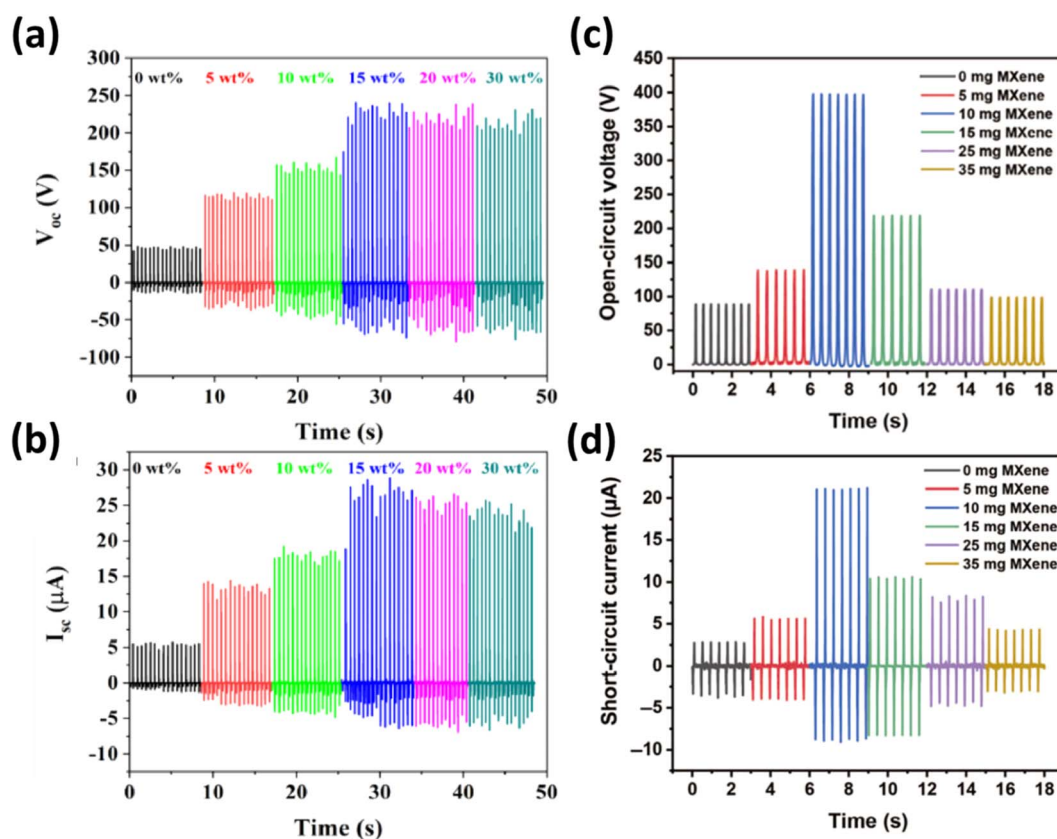 (a)
300
250
200
150
100
50
0
-50
-100
V_oc (V)
0 wt% 5 wt% 10 wt% 15 wt% 20 wt% 30 wt%
0 10 20 30 40 50
Time (s)
(b)
30
25
20
15
10
5
0
-5
-10
I_sc (μA)
0 wt% 5 wt% 10 wt% 15 wt% 20 wt% 30 wt%
0 10 20 30 40 50
Time (s)
(c)
450
400
350
300
250
200
150
100
50
0
Open-circuit voltage (V)
0 mg MXene
5 mg MXene
10 mg MXene
15 mg MXene
25 mg MXene
35 mg MXene
0 2 4 6 8 10 12 14 16 18
Time (s)
(d)
25
20
15
10
5
0
−5
−10
Short-circuit current (μA)
0 mg MXene
5 mg MXene
10 mg MXene
15 mg MXene
25 mg MXene
35 mg MXene
0 2 4 6 8 10 12 14 16 18
Time (s)